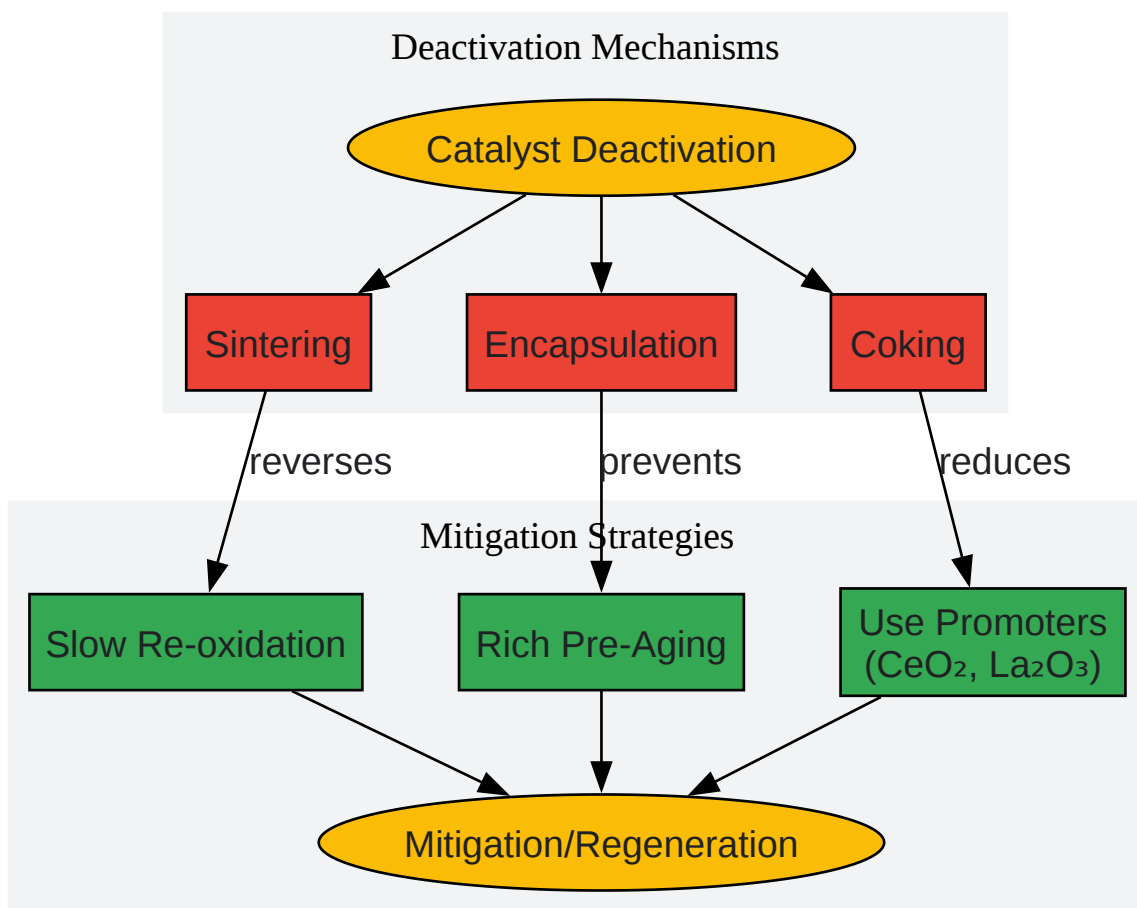 Deactivation Mechanisms
Catalyst Deactivation
Sintering
Encapsulation
Coking
reverses
prevents
reduces
Mitigation Strategies
Slow Re-oxidation
Rich Pre-Aging
Use Promoters
(CeO₂, La₂O₃)
Mitigation/Regeneration